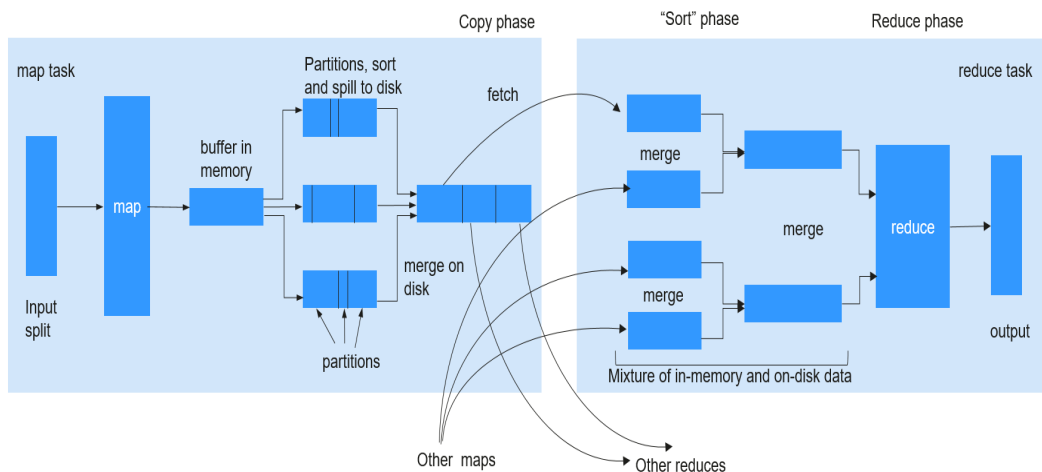 Copy phase
“Sort” phase
Reduce phase
map task
Partitions, sort
and spill to disk
fetch
reduce task
buffer in
memory
merge
map
merge
reduce
merge on
disk
merge
Input
split
partitions
output
Mixture of in-memory and on-disk data
Other maps
Other reduces